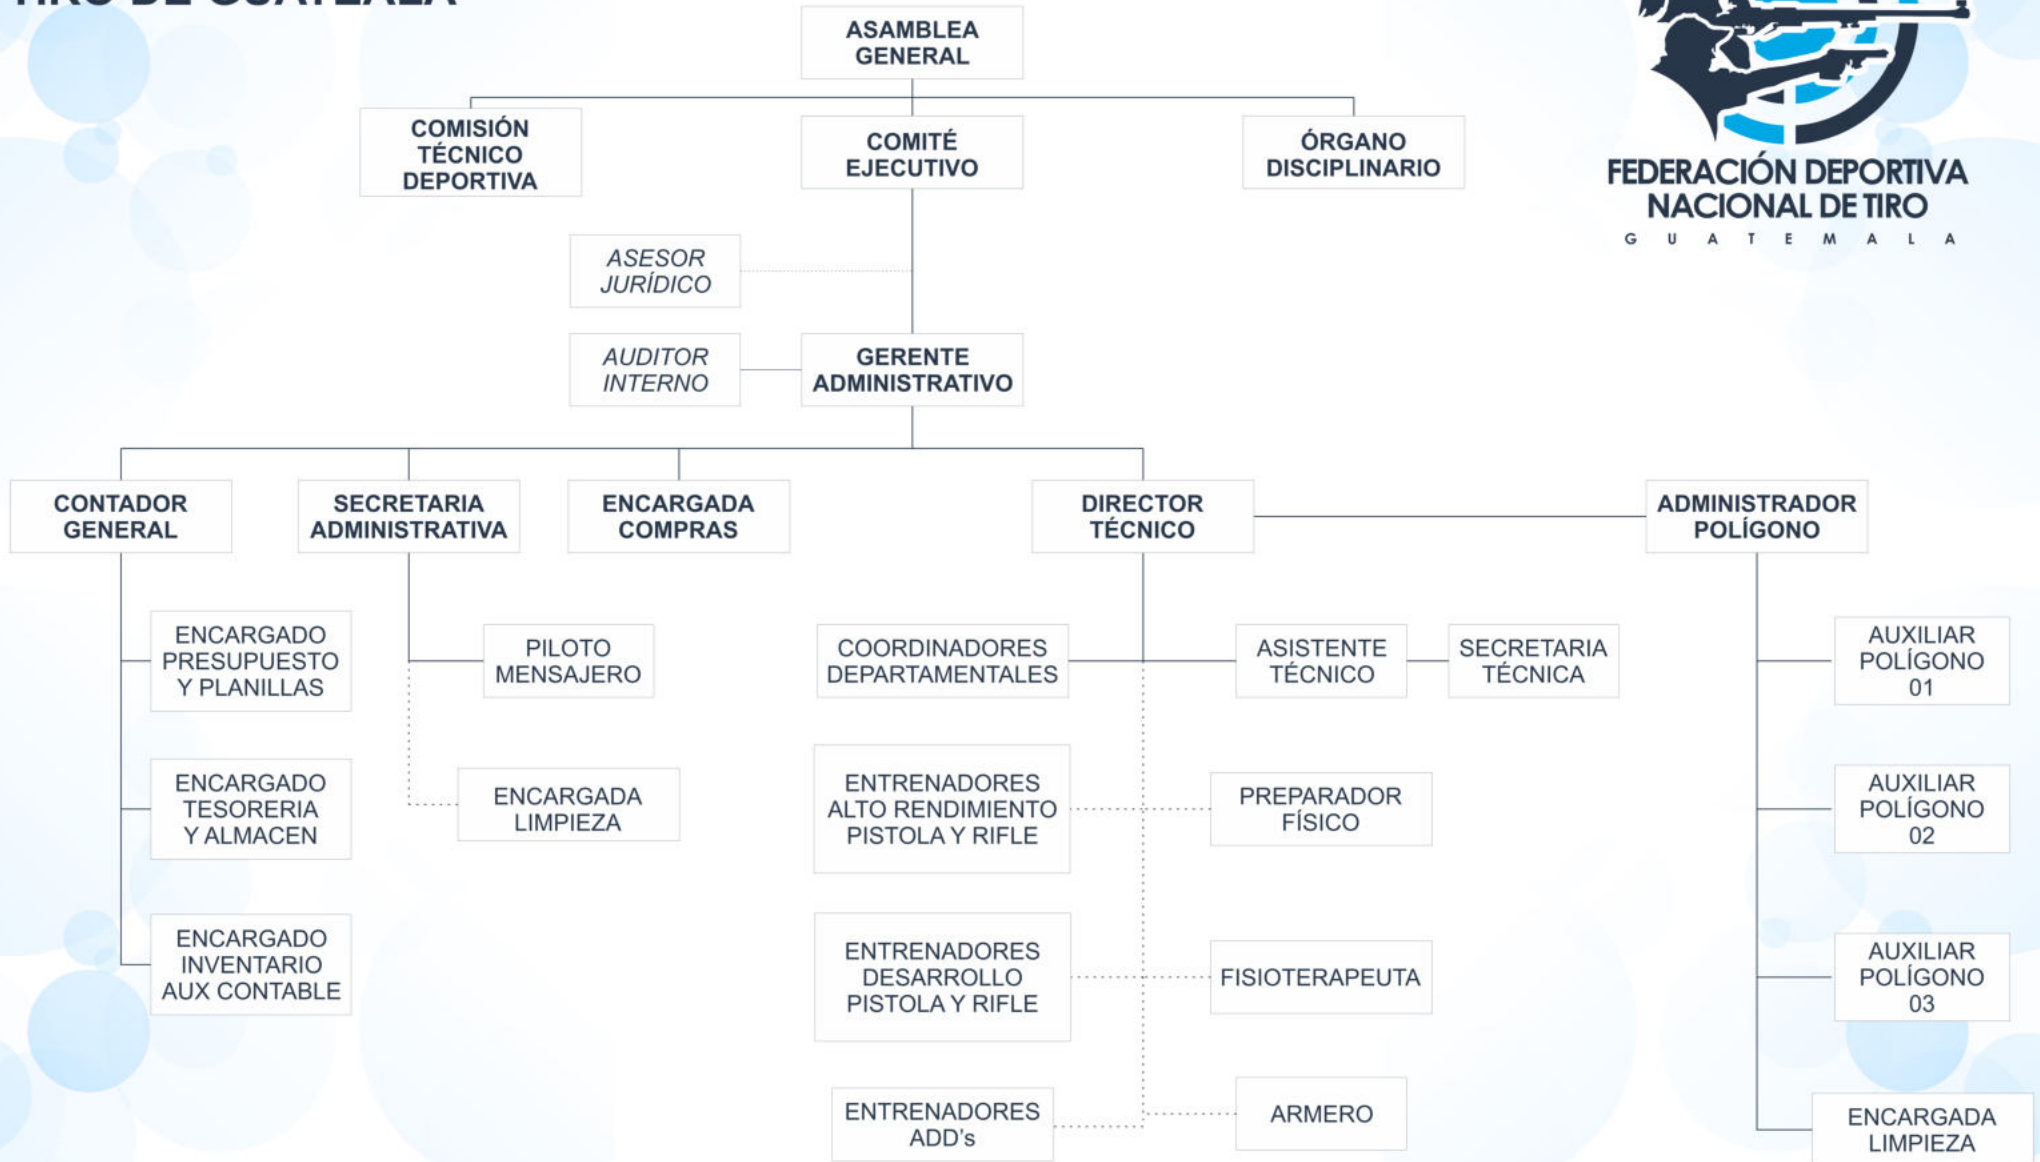 TIRO DE GUATEALA
ASAMBLEA
GENERAL
COMISIÓN
TÉCNICO
DEPORTIVA
COMITÉ
EJECUTIVO
ÓRGANO
DISCIPLINARIO
FEDERACIÓN DEPORTIVA
NACIONAL DE TIRO
GUATEMALA
ASESOR
JURÍDICO
AUDITOR
INTERNO
GERENTE
ADMINISTRATIVO
CONTADOR
GENERAL
SECRETARIA
ADMINISTRATIVA
ENCARGADA
COMPRAS
DIRECTOR
TÉCNICO
ADMINISTRADOR
POLÍGONO
ENCARGADO
PRESUPUESTO
Y PLANILLAS
PILOTO
MENSAJERO
COORDINADORES
DEPARTAMENTALES
ASISTENTE
TÉCNICO
SECRETARIA
TÉCNICA
AUXILIAR
POLÍGONO
01
ENCARGADO
TESORERIA
Y ALMACEN
ENCARGADA
LIMPIEZA
ENTRENADORES
ALTO RENDIMIENTO
PISTOLA Y RIFLE
PREPARADOR
FÍSICO
AUXILIAR
POLÍGONO
02
ENCARGADO
INVENTARIO
AUX CONTABLE
ENTRENADORES
DESARROLLO
PISTOLA Y RIFLE
FISIOTERAPEUTA
AUXILIAR
POLÍGONO
03
ENTRENADORES
ADD's
ARMERO
ENCARGADA
LIMPIEZA